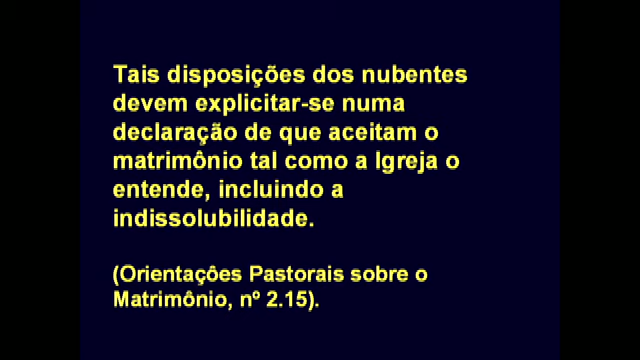 Tais disposições dos nubentes
devem explicitar-se numa
declaração de que aceitam o
matrimônio tal como a Igreja o
entende, incluindo a
indissolubilidade.
(Orientaçôes Pastorais sobre o
Matrimônio, nº 2.15).